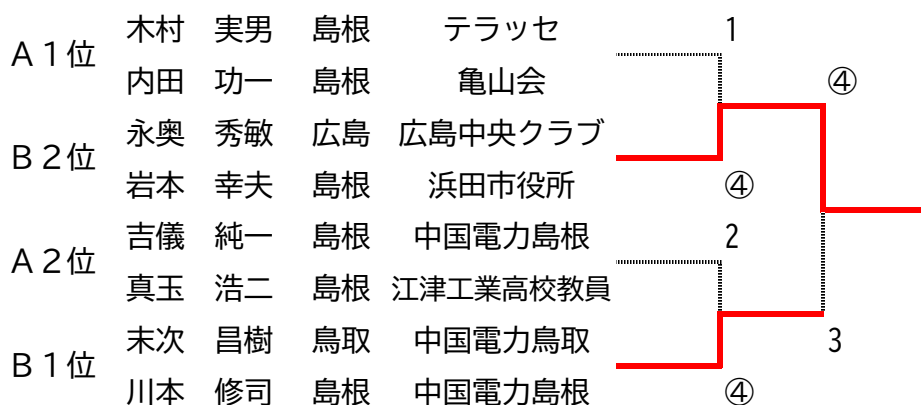 木村 実男 島根 テラッセ 1
A1位
内田 功一 島根 亀山会 ④
永奥 秀敏 広島 広島中央クラブ
B2位
岩本 幸夫 島根 浜田市役所 ④
吉儀 純一 島根 中国電力島根 2
A2位
真玉 浩二 島根 江津工業高校教員
末次 昌樹 鳥取 中国電力鳥取 3
B1位
川本 修司 島根 中国電力島根 ④